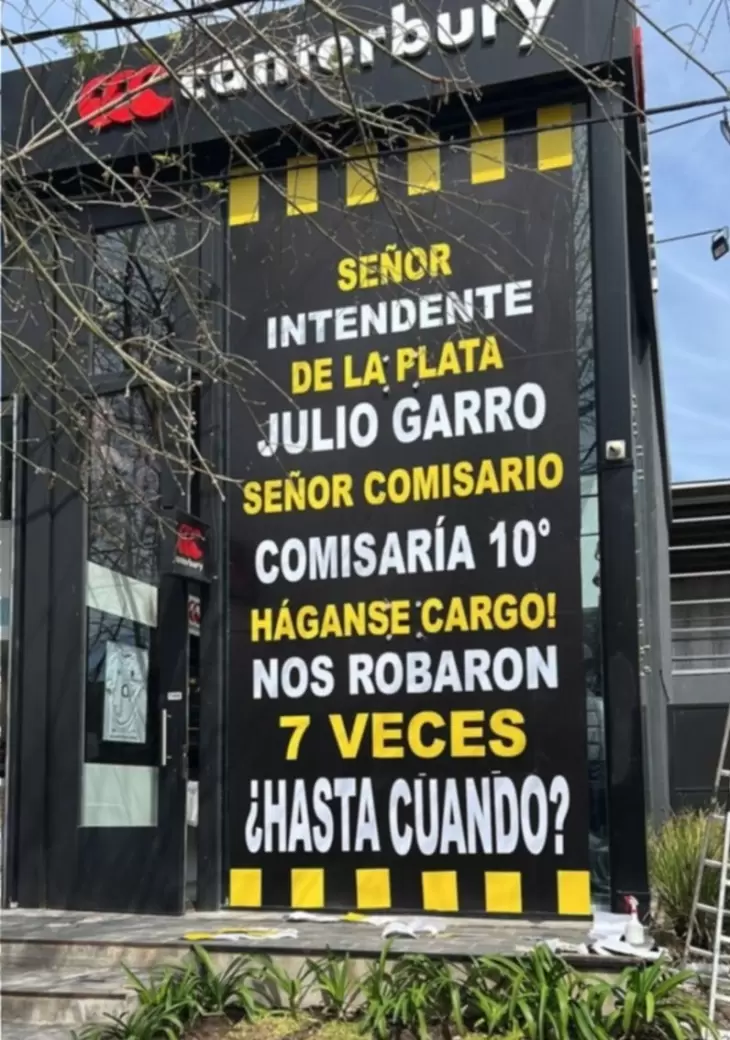 canterbury
SEÑOR
INTENDENTE
DE LA PLATA
JULIO GARRO
SEÑOR COMISARIO
COMISARÍA 10°
HÁGANSE CARGO!
NOS ROBARON
7 VECES
¿HASTA CUANDO?
canterbury